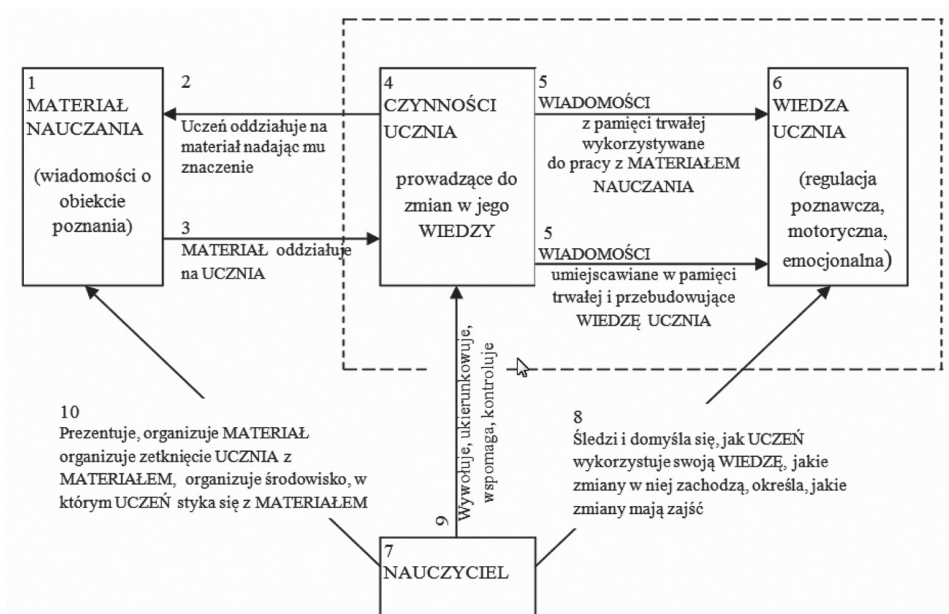 1
MATERIAŁ
NAUCZANIA
(wiadomości o
obiekcie
poznania)
2
Uczeń oddziałuje na
materiał nadając mu
znaczenie
3
MATERIAŁ oddziałuje
na UCZNIA
4
CZYNNOŚCI
UCZNIA
prowadzące do
zmian w jego
WIEDZY
5
WIADOMOŚCI
z pamięci trwałej
wykorzystywane
do pracy z MATERIAŁEM
NAUCZANIA
5
WIADOMOŚCI
umiejscawiane w pamięci
trwałej i przebudowujące
WIEDZĘ UCZNIA
6
WIEDZA
UCZNIA
(regulacja
poznawcza,
motoryczna,
emocjonalna)
10
Prezentuje, organizuje MATERIAŁ
organizuje zetknięcie UCZNIA z
MATERIAŁEM, organizuje środowisko, w
którym UCZEŃ styka się z MATERIAŁEM
9
Wywołuje, ukierunkowuje,
wspomaga, kontroluje
8
Śledzi i domyśla się, jak UCZEŃ
wykorzystuje swoją WIEDZĘ, jakie
zmiany w niej zachodzą, określa, jakie
zmiany mają zajść
7
NAUCZYCIEL